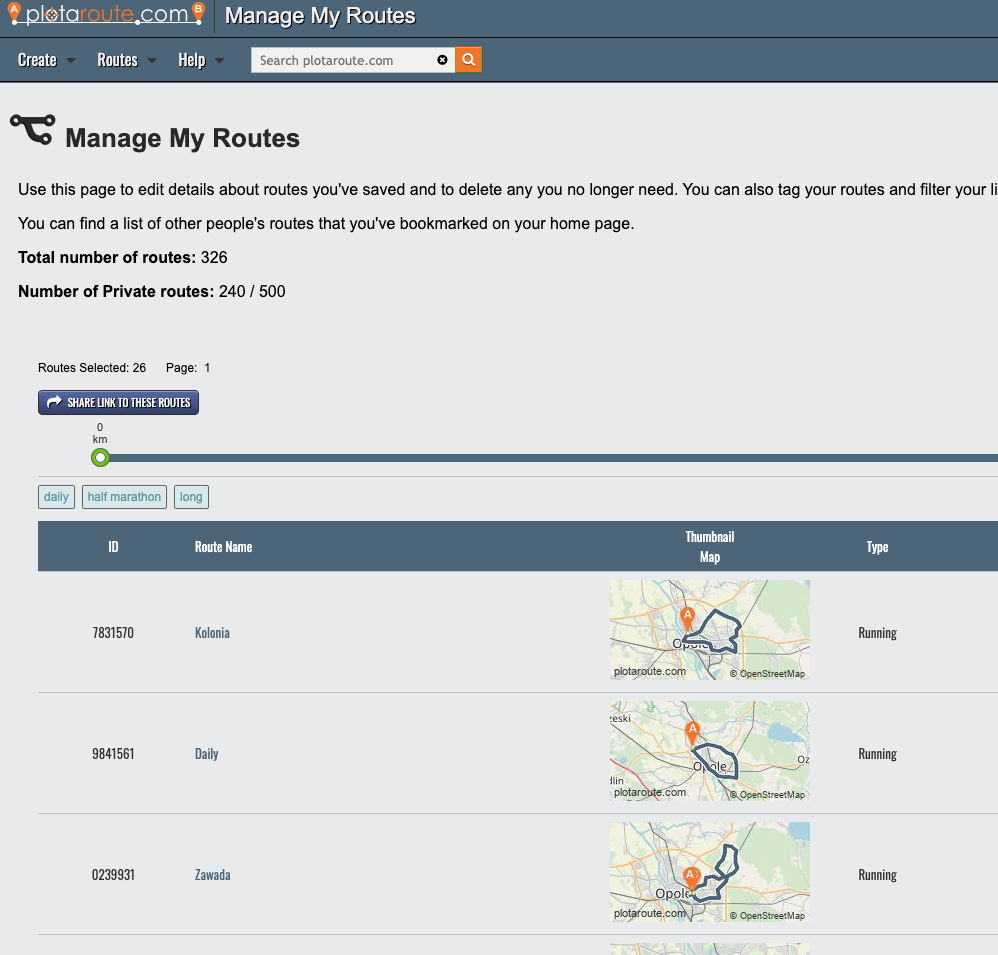 A plotaroute.com B
Manage My Routes
Create Routes Help Search plotaroute.com
Manage My Routes
Use this page to edit details about routes you've saved and to delete any you no longer need. You can also tag your routes and filter your li
You can find a list of other people's routes that you've bookmarked on your home page.
Total number of routes: 326
Number of Private routes: 240 / 500
Routes Selected: 26 Page: 1
SHARE LINK TO THESE ROUTES
0
km
daily half marathon long
ID Route Name Thumbnail Map Type
7831570 Kolonia Running
A
Opole
plotaroute.com © OpenStreetMap
9841561 Daily Running
zeski
A
Opole Oz
dlin
plotaroute.com © OpenStreetMap
0239931 Zawada Running
A
Opole
plotaroute.com © OpenStreetMap